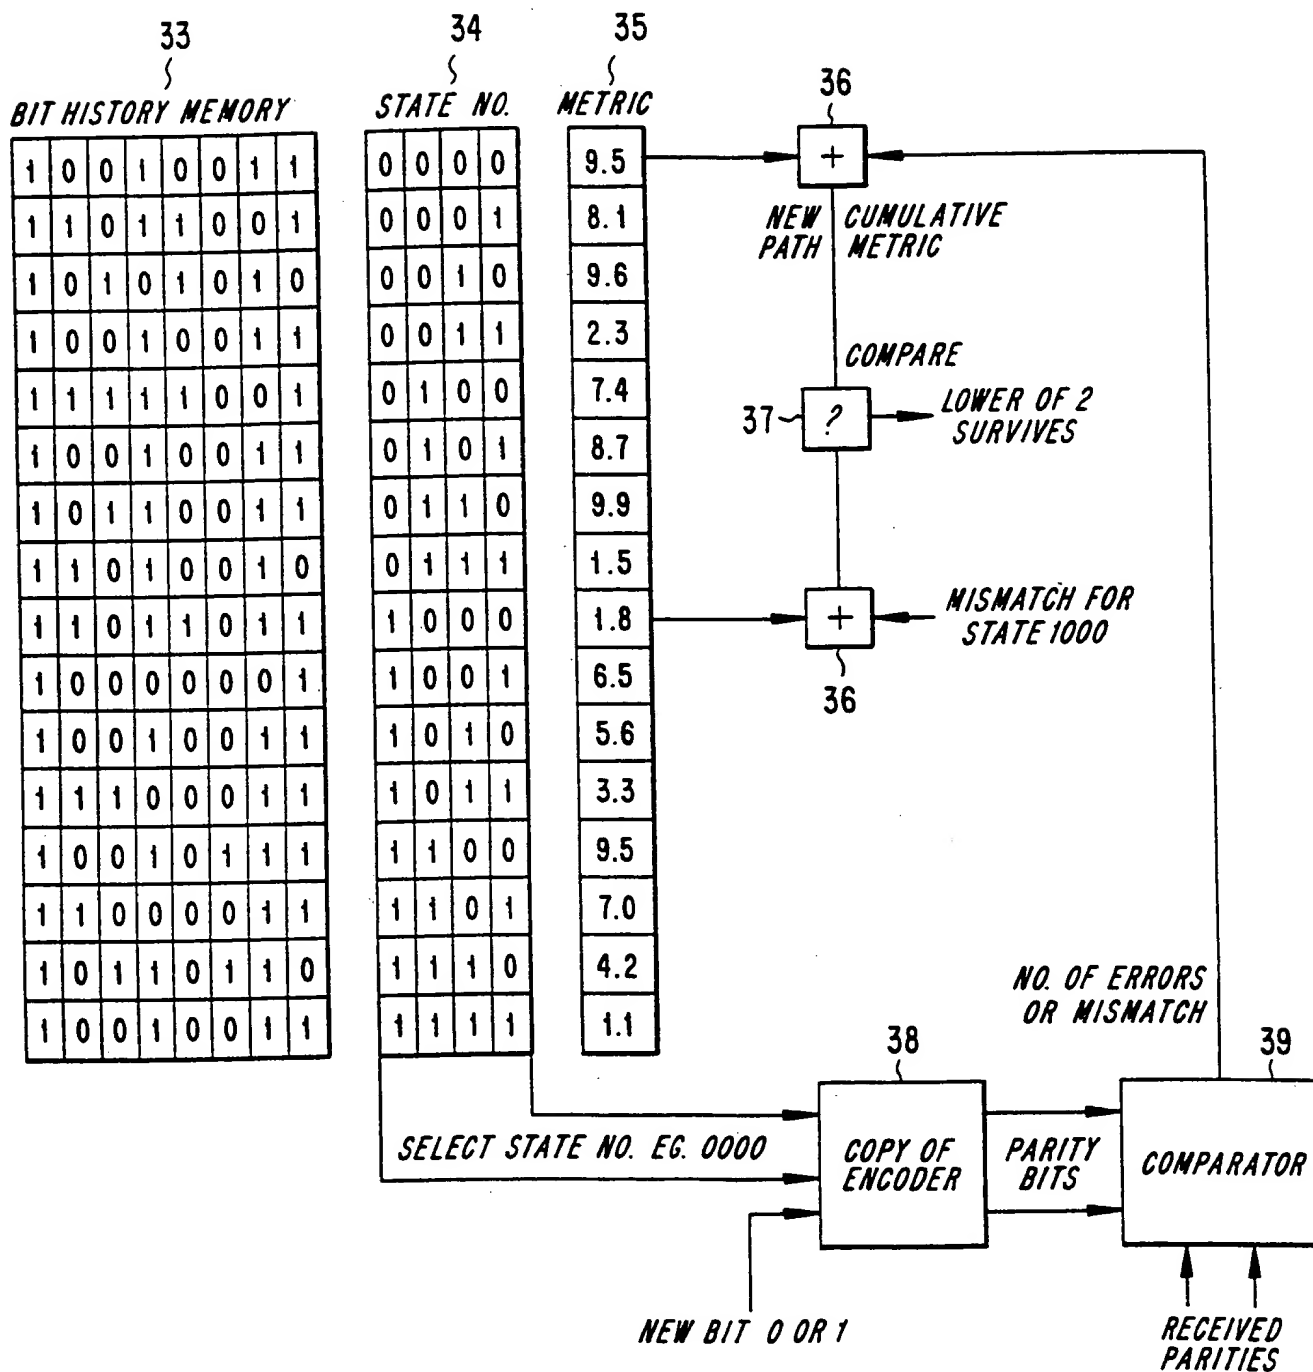 33 34 35
BIT HISTORY MEMORY STATE NO. METRIC 36
1 0 0 1 0 0 1 1 0 0 0 0 9.5 +
1 1 0 1 1 0 0 1 0 0 0 1 8.1 NEW CUMULATIVE
PATH METRIC
1 0 1 0 1 0 1 0 0 0 1 0 9.6
1 0 0 1 0 0 1 1 0 0 1 1 2.3
COMPARE
1 1 1 1 1 0 0 1 0 1 0 0 7.4
37 ? LOWER OF 2
SURVIVES
1 0 0 1 0 0 1 1 0 1 0 1 8.7
1 0 1 1 0 0 1 1 0 1 1 0 9.9
1 1 0 1 0 0 1 0 0 1 1 1 1.5
1 1 0 1 1 0 1 1 1 0 0 0 1.8 + MISMATCH FOR
STATE 1000
36
1 0 0 0 0 0 0 1 1 0 0 1 6.5
1 0 0 1 0 0 1 1 1 0 1 0 5.6
1 1 1 0 0 0 1 1 1 0 1 1 3.3
1 0 0 1 0 1 1 1 1 1 0 0 9.5
1 1 0 0 0 0 1 1 1 1 0 1 7.0
1 0 1 1 0 1 1 0 1 1 1 0 4.2
NO. OF ERRORS
OR MISMATCH
1 0 0 1 0 0 1 1 1 1 1 1 1.1
38 39
SELECT STATE NO. EG. 0000
COPY OF
ENCODER
PARITY
BITS
COMPARATOR
NEW BIT 0 OR 1
RECEIVED
PARITIES